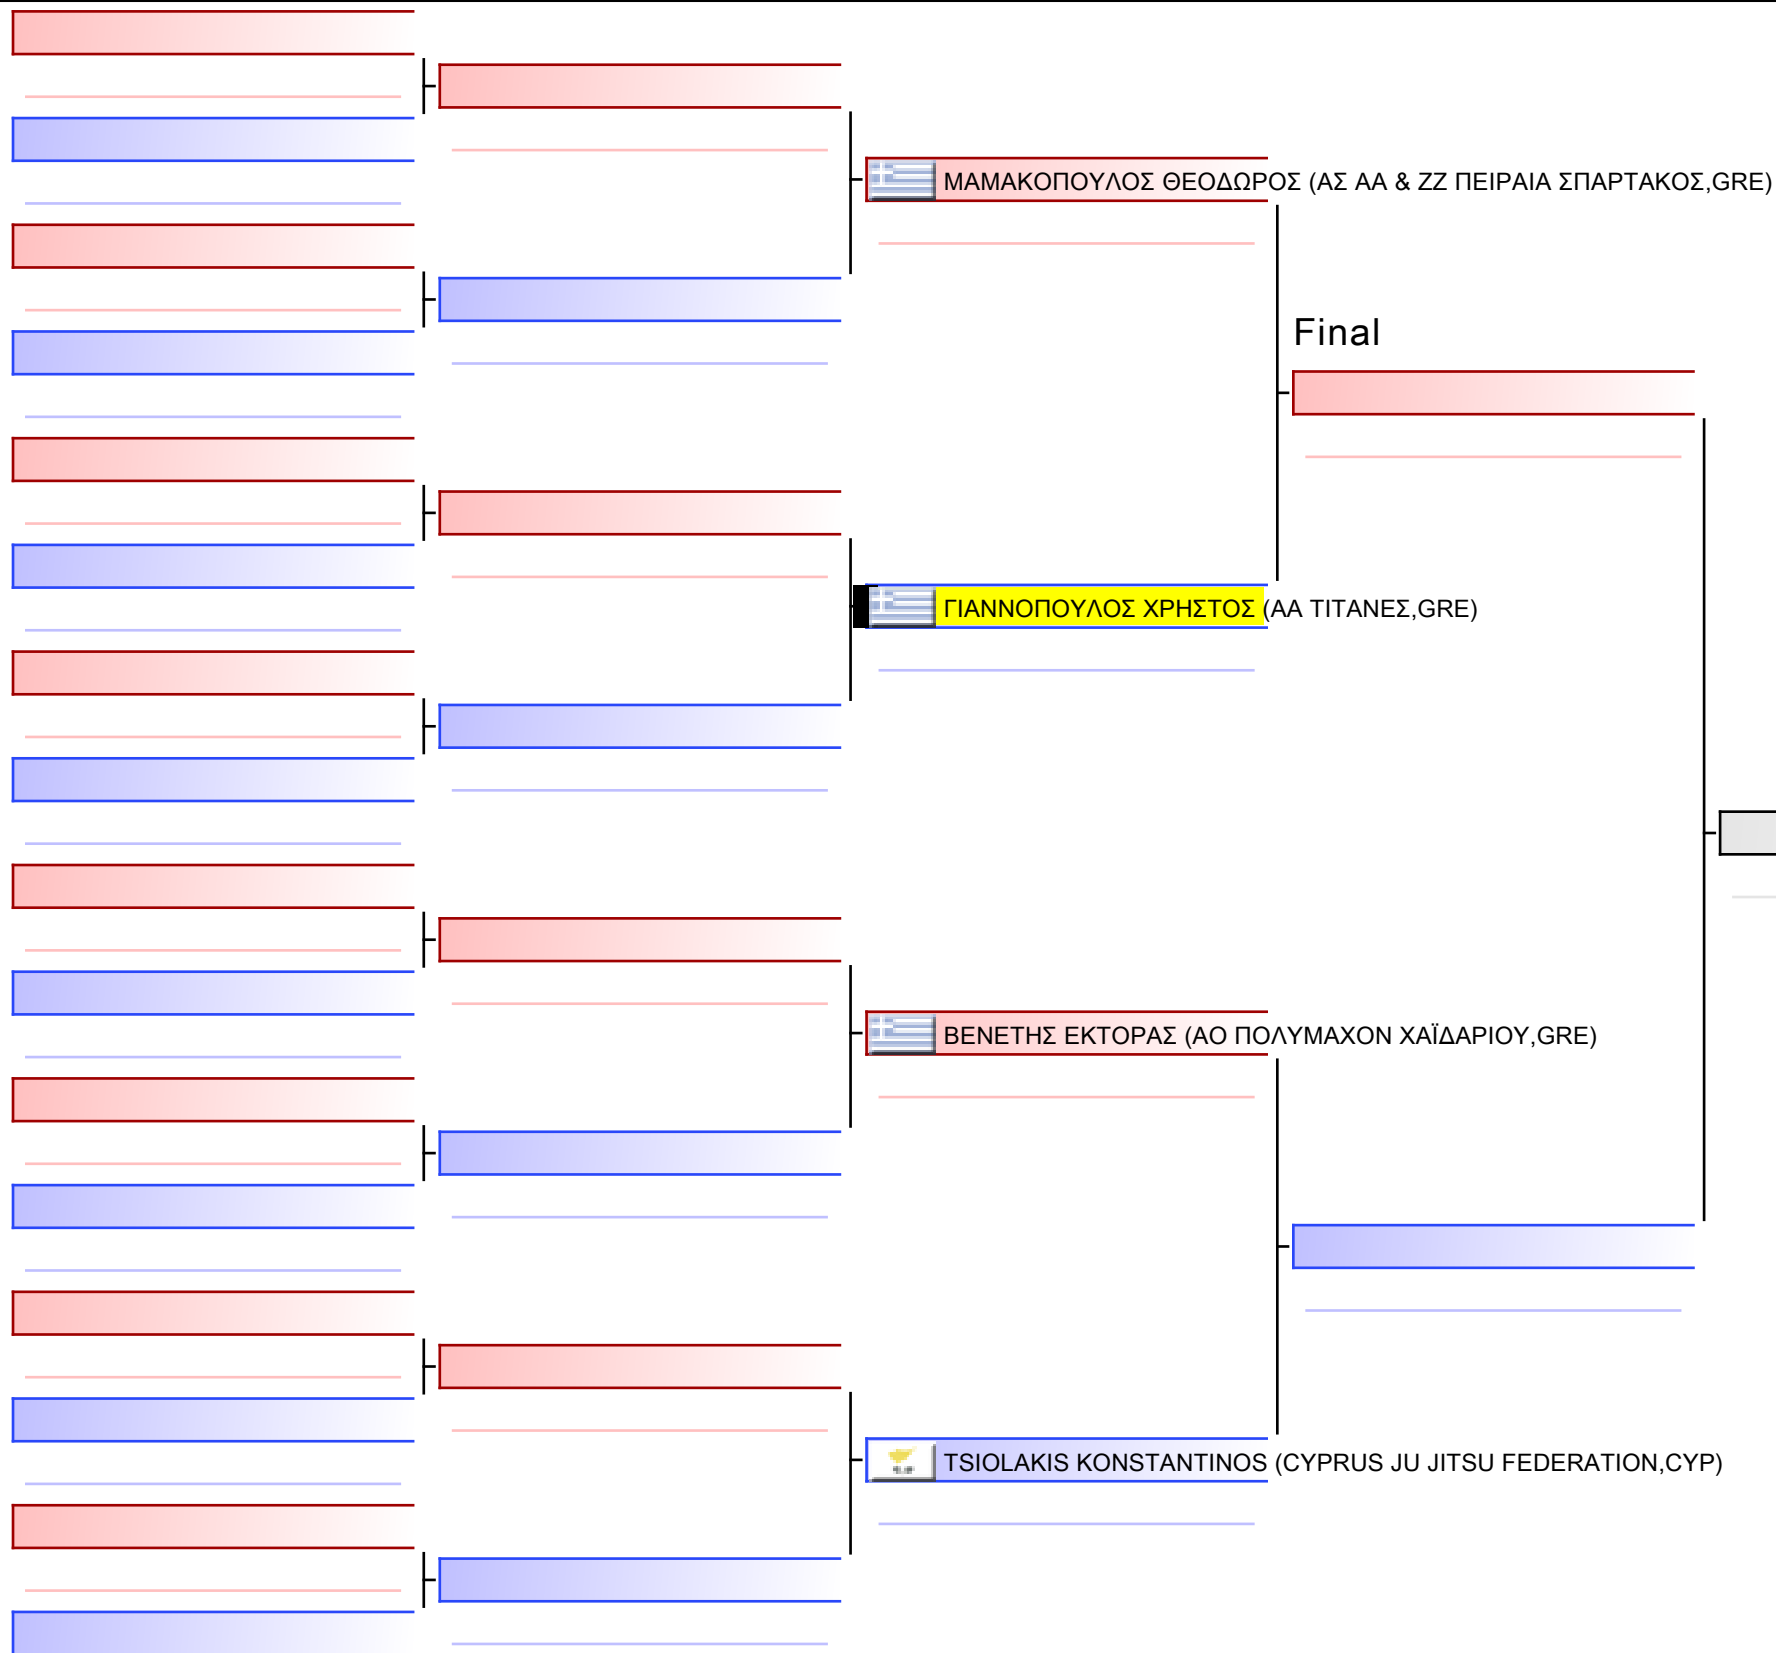 ΜΑΜΑΚΟΠΟΥΛΟΣ ΘΕΟΔΩΡΟΣ (ΑΣ ΑΑ & ΖΖ ΠΕΙΡΑΙΑ ΣΠΑΡΤΑΚΟΣ,GRE)
Final
ΓΙΑΝΝΟΠΟΥΛΟΣ ΧΡΗΣΤΟΣ (ΑΑ ΤΙΤΑΝΕΣ,GRE)
ΒΕΝΕΤΗΣ ΕΚΤΟΡΑΣ (ΑΟ ΠΟΛΥΜΑΧΟΝ ΧΑΪΔΑΡΙΟΥ,GRE)
TSIOLAKIS KONSTANTINOS (CYPRUS JU JITSU FEDERATION,CYP)